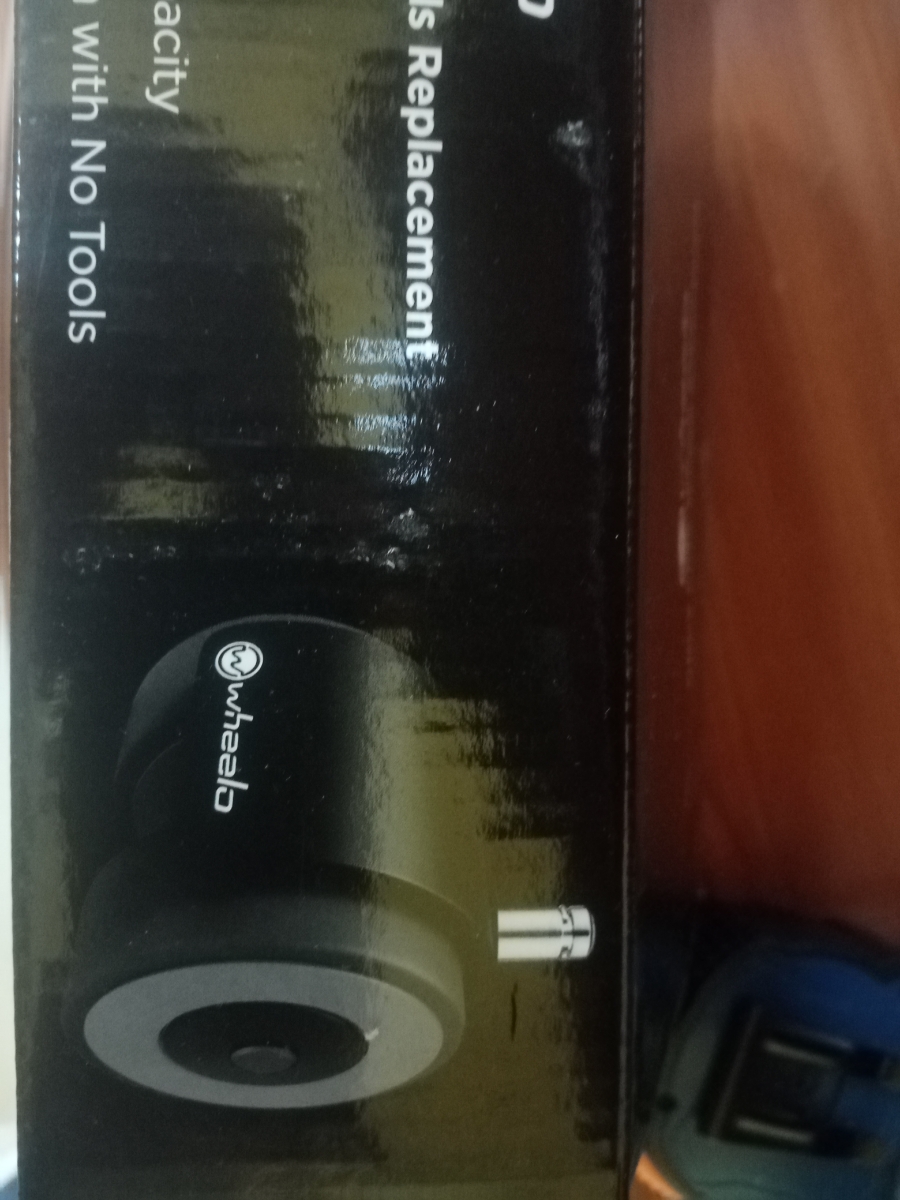 ls Replacement
acity
with No Tools
wheelo